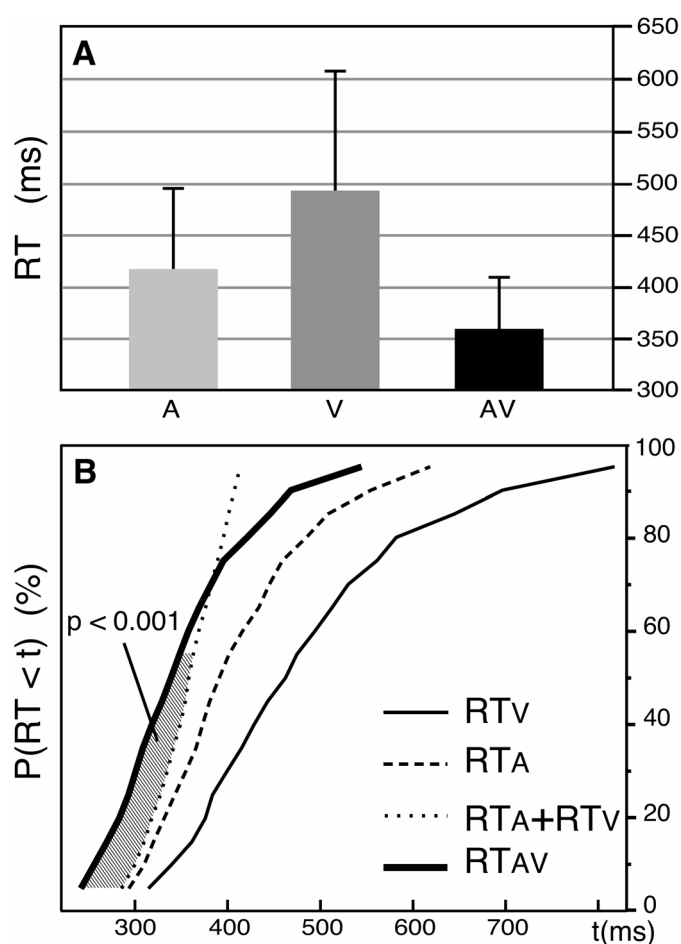 A
RT (ms)
650
600
550
500
450
400
350
300
A V AV
B
P(RT < t) (%)
p < 0.001
100
80
60
40
20
0
RTV
RTA
RTA+RTV
RTAV
300 400 500 600 700 t(ms)